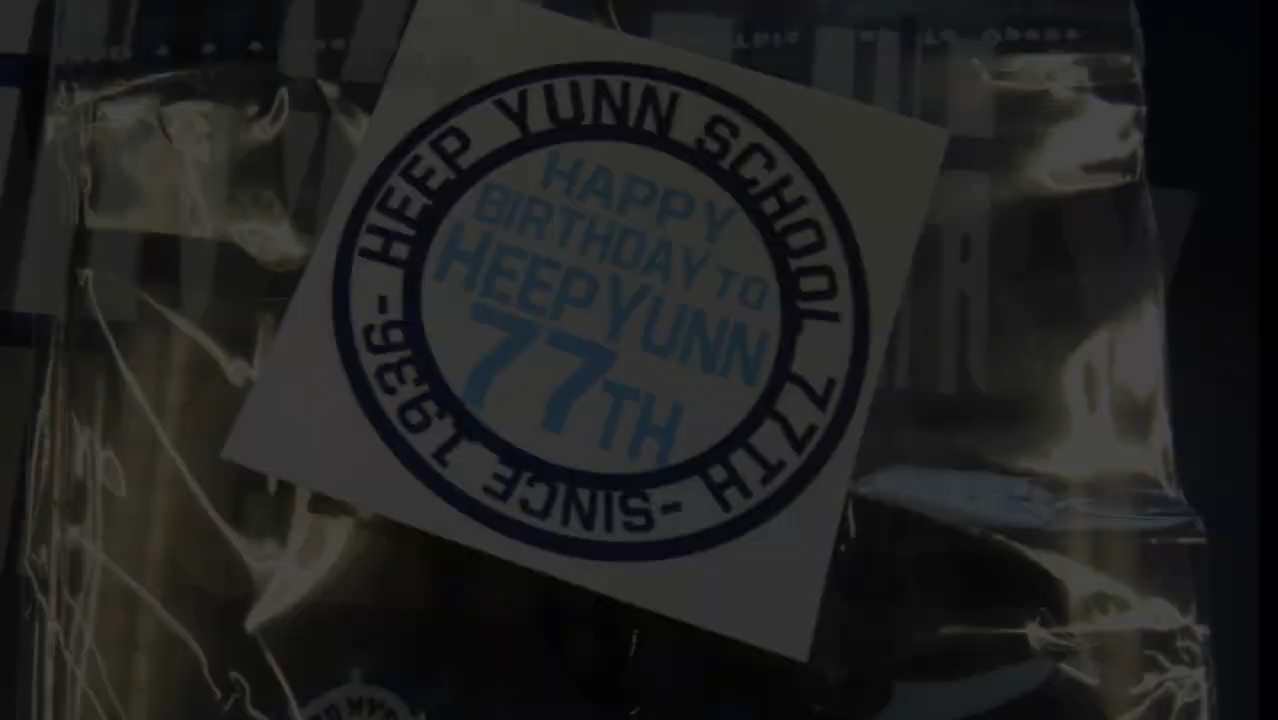 HEEP YUNN SCHOOL 77TH - SINCE 1936 -
HAPPY
BIRTHDAY TO
HEEP YUNN
77TH